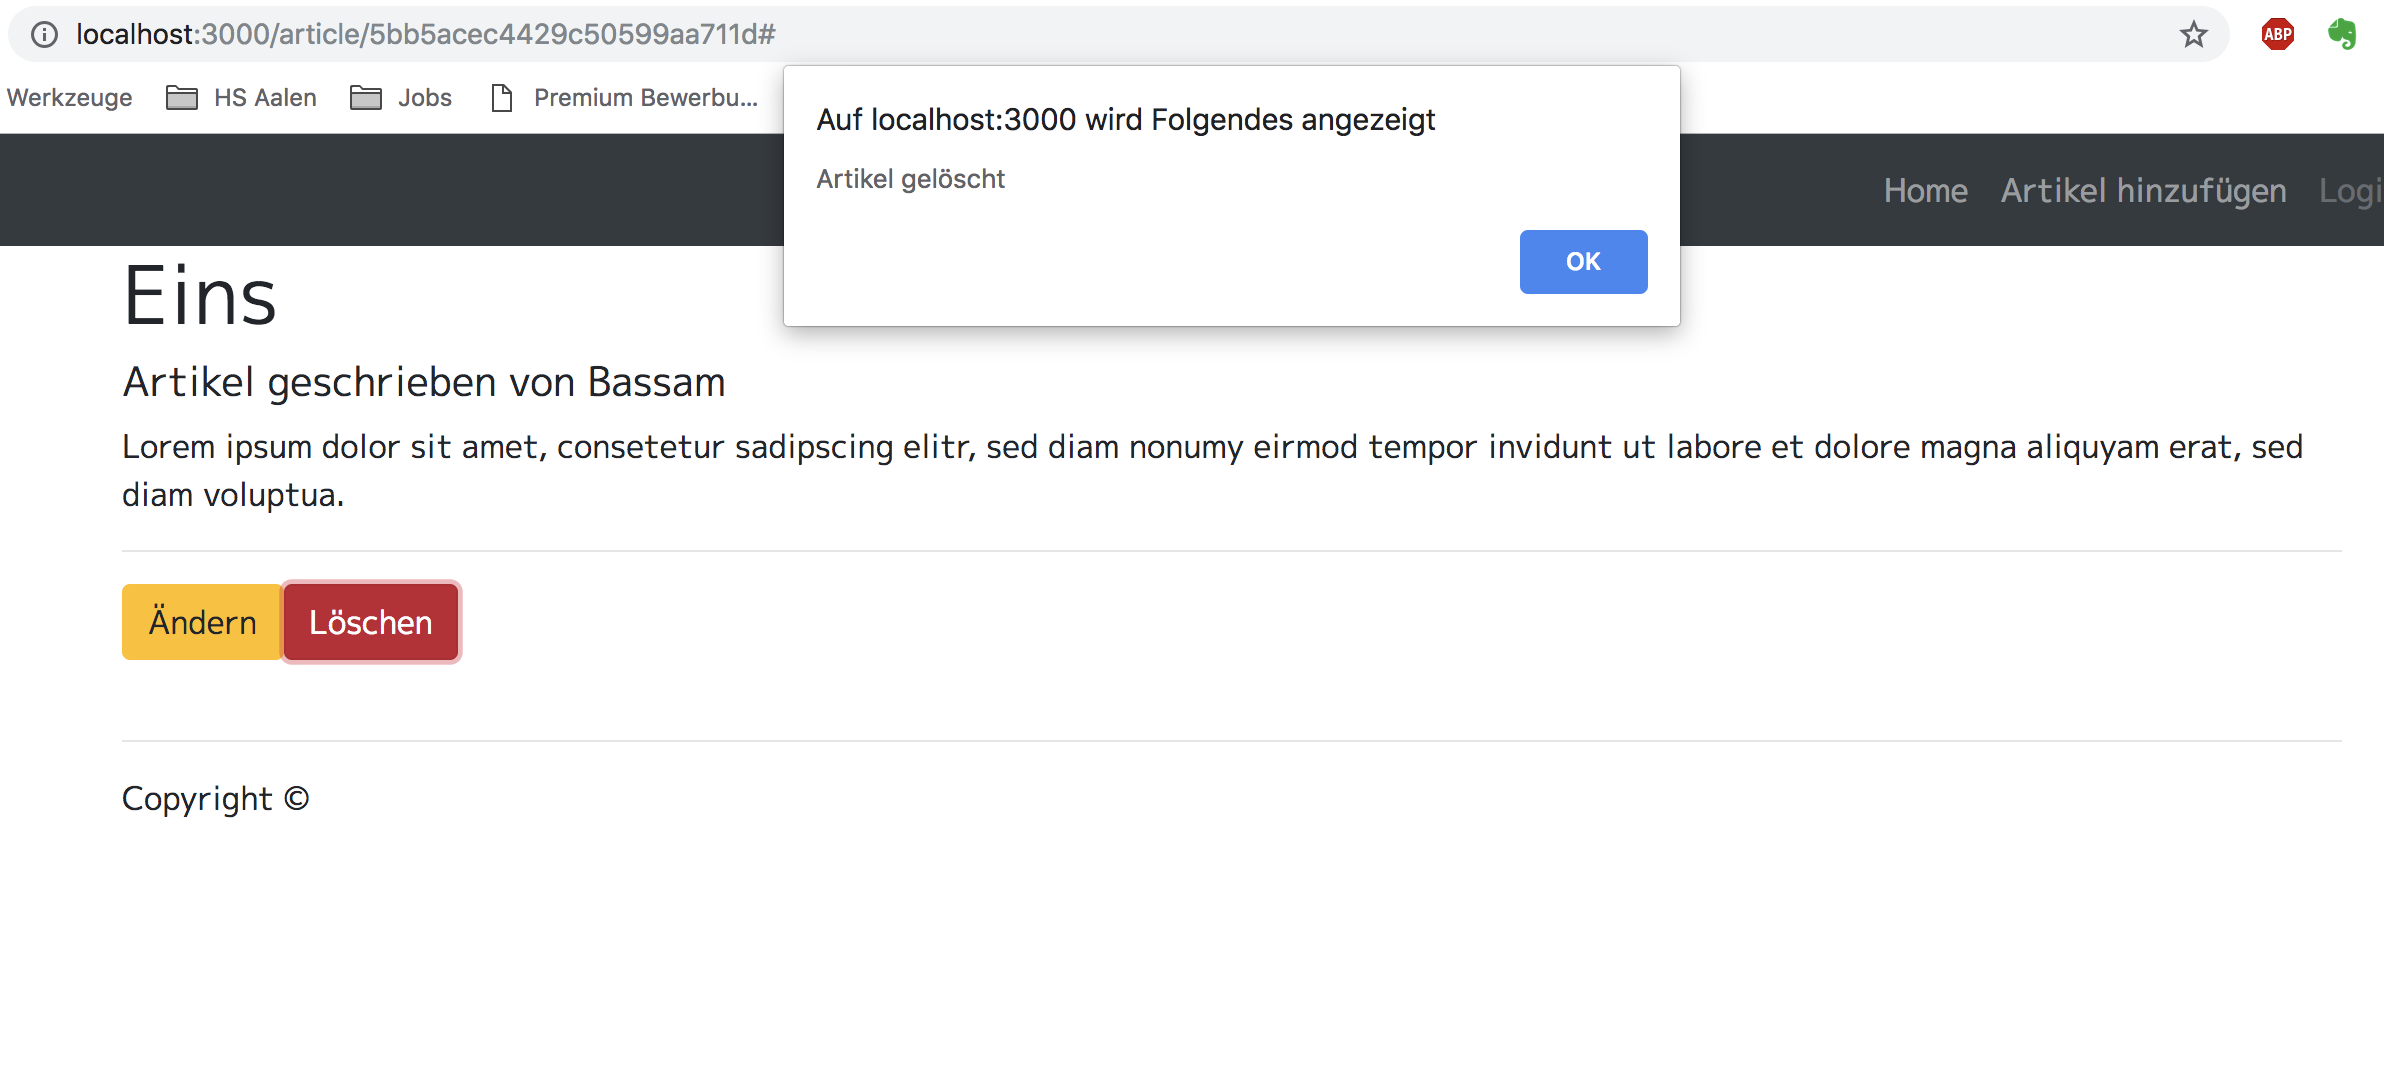 localhost:3000/article/5bb5acec4429c50599aa711d#
ABP
Werkzeuge HS Aalen Jobs Premium Bewerbu...
Auf localhost:3000 wird Folgendes angezeigt
Artikel gelöscht
OK
Home Artikel hinzufügen Logi
Eins
Artikel geschrieben von Bassam
Lorem ipsum dolor sit amet, consetetur sadipscing elitr, sed diam nonumy eirmod tempor invidunt ut labore et dolore magna aliquyam erat, sed
diam voluptua.
Ändern Löschen
Copyright ©